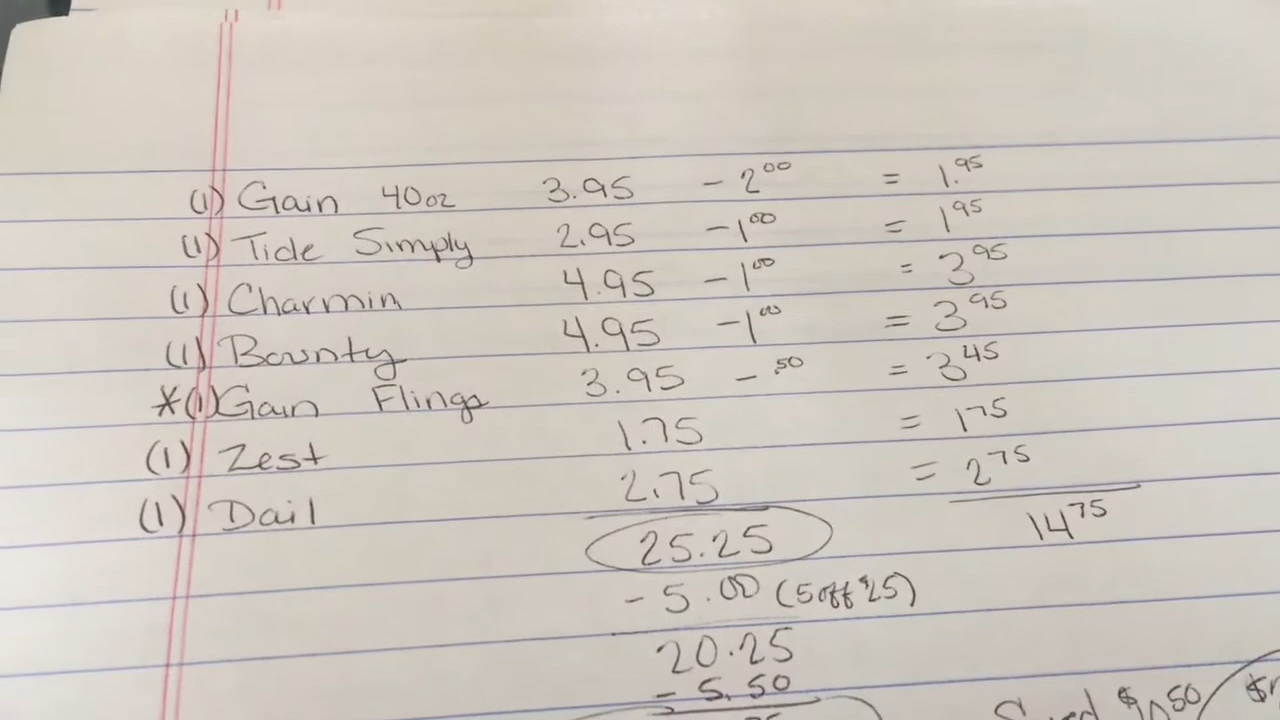 (1) Gain 40oz 3.95 - 2.00 = 1.95
(1) Tide Simply 2.95 - 1.00 = 1.95
(1) Charmin 4.95 - 1.00 = 3.95
(1) Bounty 4.95 - 1.00 = 3.95
*(1) Gain Flings 3.95 - .50 = 3.45
(1) Zest 1.75 = 1.75
(1) Dail 2.75 = 2.75
25.25 14.75
- 5.00 (5 off 25)
20.25
- 5.50